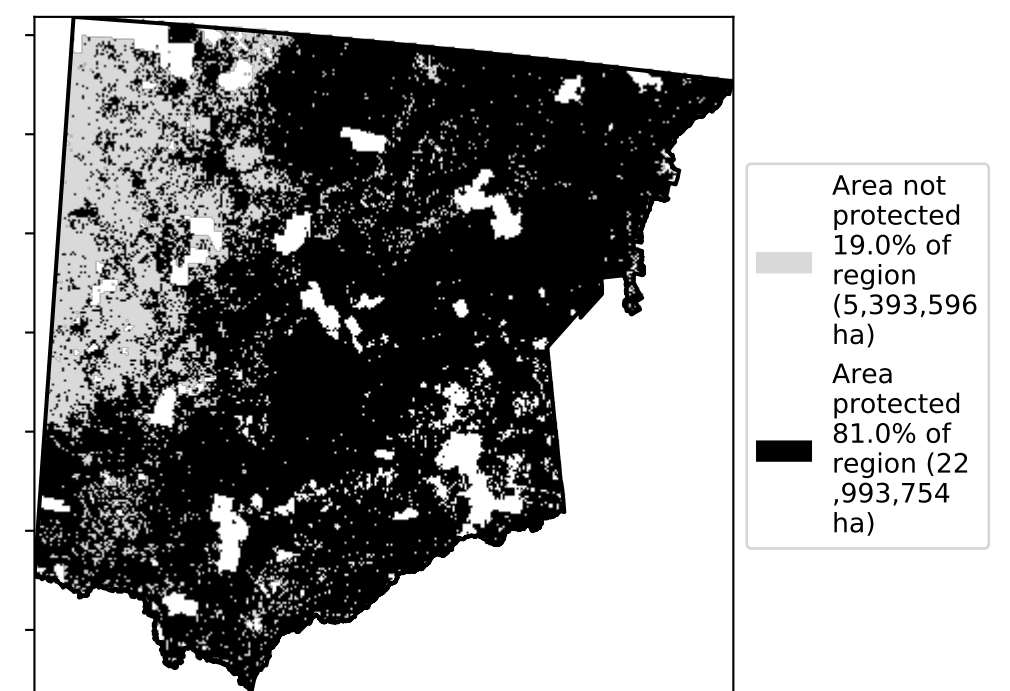 Area not
protected
19.0% of
region
(5,393,596
ha)
Area
protected
81.0% of
region (22
,993,754
ha)